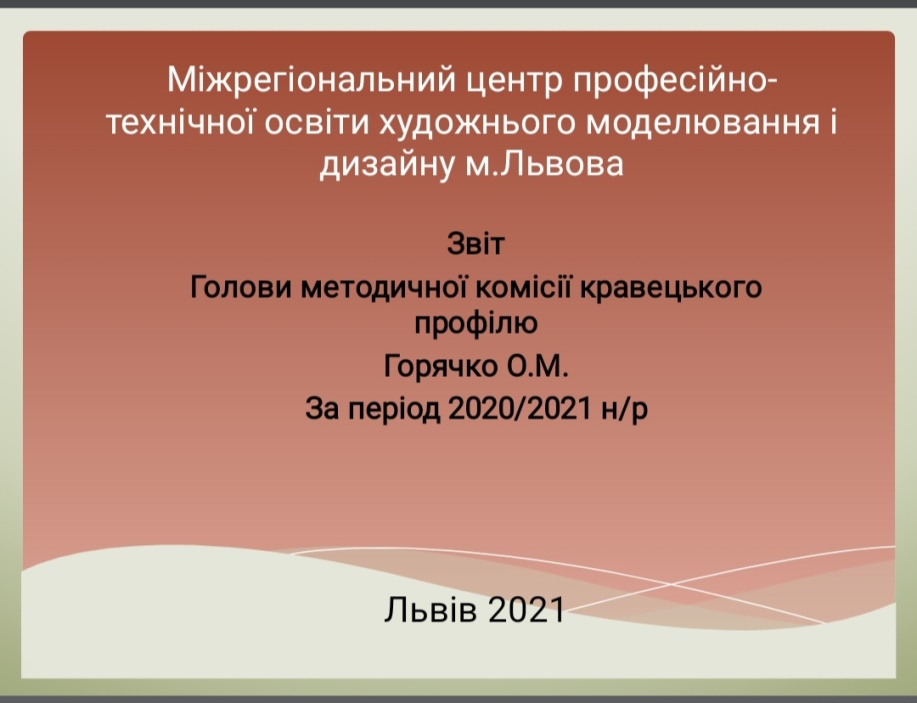 Міжрегіональний центр професійно-
технічної освіти художнього моделювання і
дизайну м.Львова
Звіт
Голови методичної комісії кравецького
профілю
Горячко О.М.
За період 2020/2021 н/р
Львів 2021